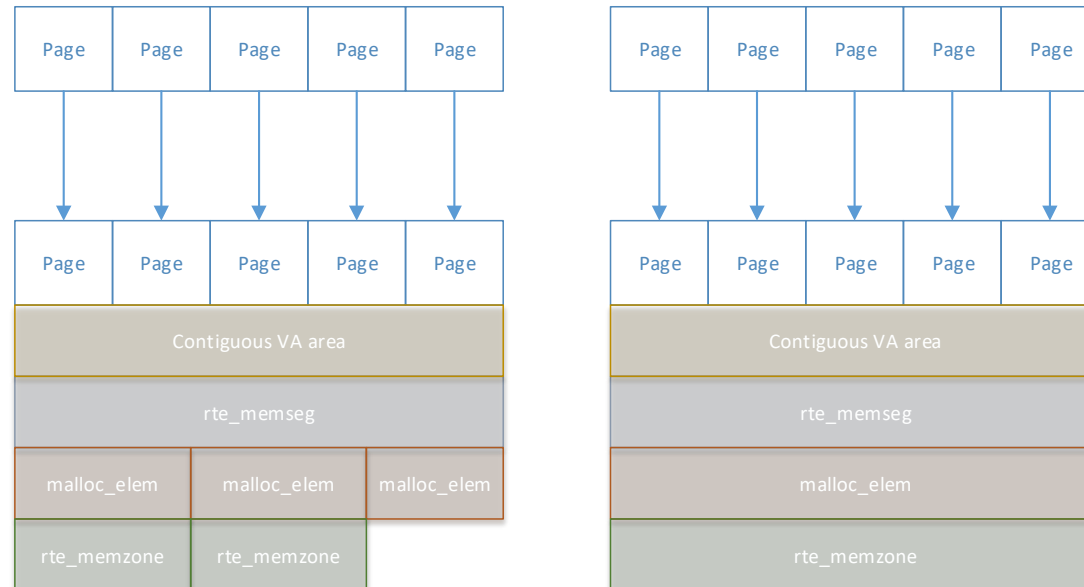 Page Page Page Page Page Page Page Page Page Page
Page Page Page Page Page Page Page Page Page Page
Contiguous VA area Contiguous VA area
rte_memseg rte_memseg
malloc_elem malloc_elem malloc_elem malloc_elem
rte_memzone rte_memzone rte_memzone